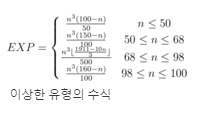 EXP = { n³(100−n)/50 n ≤ 50
n³(150−n)/100 50 ≤ n ≤ 68
n³⌊(1911−10n)/3⌋/500 68 ≤ n ≤ 98
n³(160−n)/100 98 ≤ n ≤ 100
이상한 유형의 수식